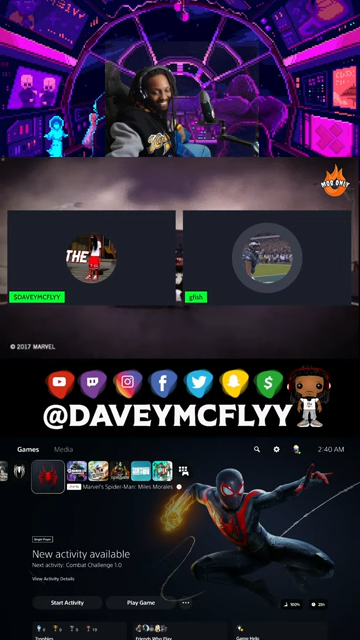 MOB ONLY
THE
$DAVEYMCFLYY
gfish
© 2017 MARVEL
@DAVEYMCFLYY
Games Media 2:40 AM
Marvel's Spider-Man: Miles Morales
New activity available
Next activity: Combat Challenge 1.0
View Activity Details
Start Activity Play Game •••
100%
Trophies Friends Who Play Game Help